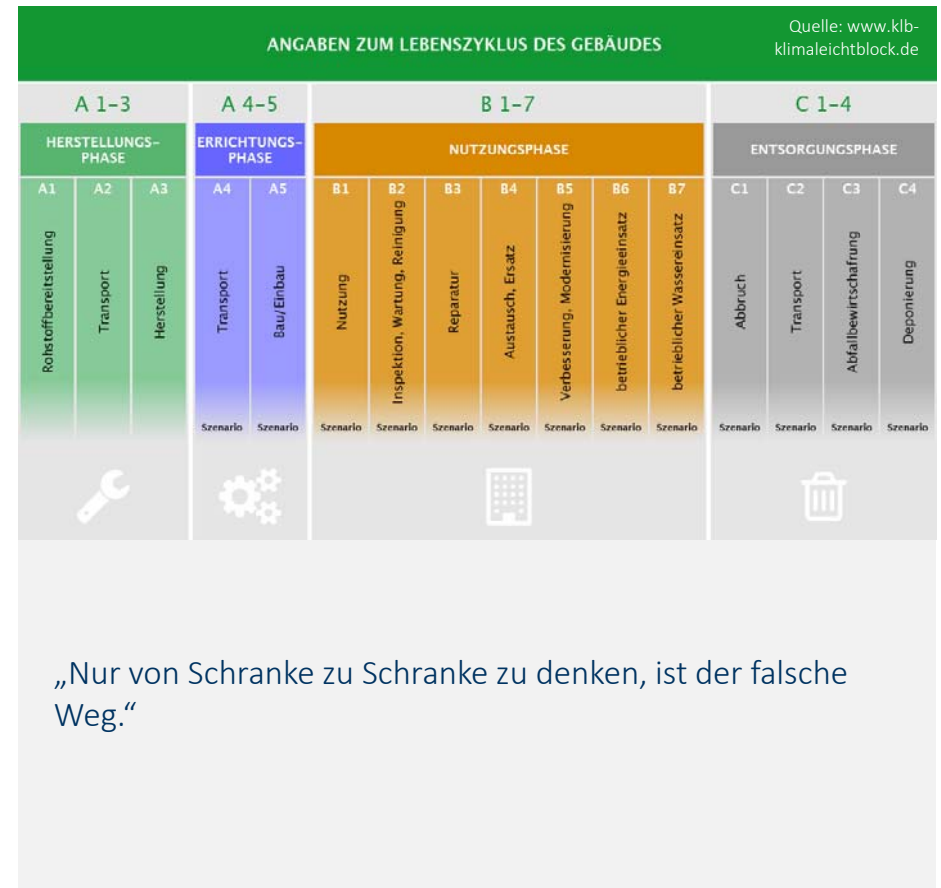 ANGABEN ZUM LEBENSZYKLUS DES GEBÄUDES
Quelle: www.klb-
klimaleichtblock.de
A 1–3
A 4–5
B 1–7
C 1–4
HERSTELLUNGS-
PHASE
ERRICHTUNGS-
PHASE
NUTZUNGSPHASE
ENTSORGUNGSPHASE
A1
A2
A3
A4
A5
B1
B2
B3
B4
B5
B6
B7
C1
C2
C3
C4
Rohstoffbereitstellung
Transport
Herstellung
Transport
Bau/Einbau
Nutzung
Inspektion, Wartung, Reinigung
Reparatur
Austausch, Ersatz
Verbesserung, Modernisierung
betrieblicher Energieeinsatz
betrieblicher Wassereinsatz
Abbruch
Transport
Abfallbewirtschafrung
Deponierung
Szenario
Szenario
Szenario
Szenario
Szenario
Szenario
Szenario
Szenario
Szenario
Szenario
Szenario
Szenario
Szenario
„Nur von Schranke zu Schranke zu denken, ist der falsche
Weg.“